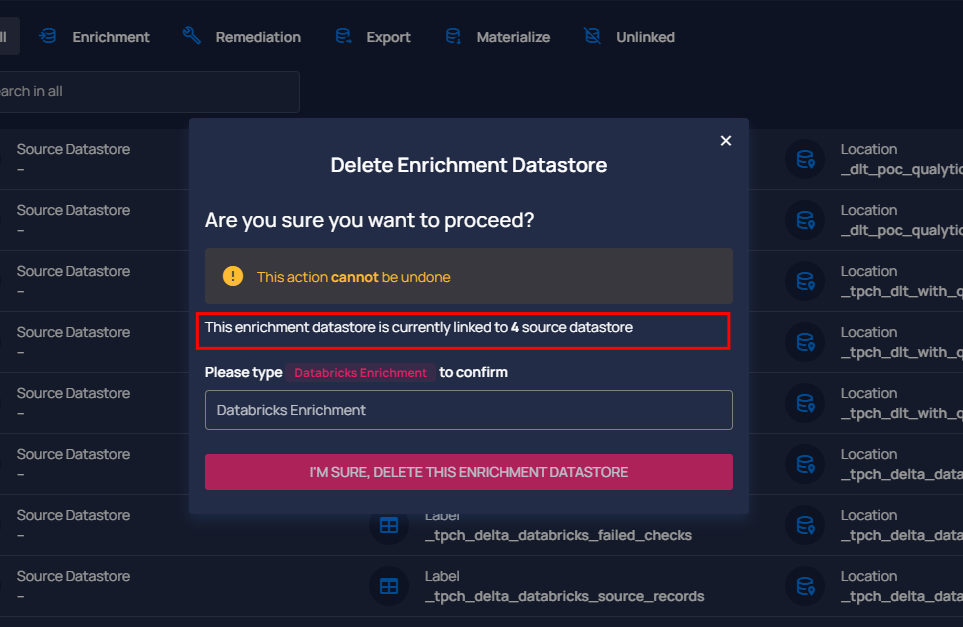 ll Enrichment Remediation Export Materialize Unlinked
earch in all
Source Datastore Location
– _dlt_poc_qualytic
Source Datastore Location
– _dlt_poc_qualytic
Source Datastore Location
– _tpch_dlt_with_q
Source Datastore Location
– _tpch_dlt_with_q
Source Datastore Location
– _tpch_dlt_with_q
Source Datastore Location
– _tpch_delta_data
Source Datastore Label Location
– _tpch_delta_databricks_failed_checks _tpch_delta_data
Source Datastore Label Location
– _tpch_delta_databricks_source_records _tpch_delta_data
Delete Enrichment Datastore
Are you sure you want to proceed?
This action cannot be undone
This enrichment datastore is currently linked to 4 source datastore
Please type Databricks Enrichment to confirm
Databricks Enrichment
I'M SURE, DELETE THIS ENRICHMENT DATASTORE